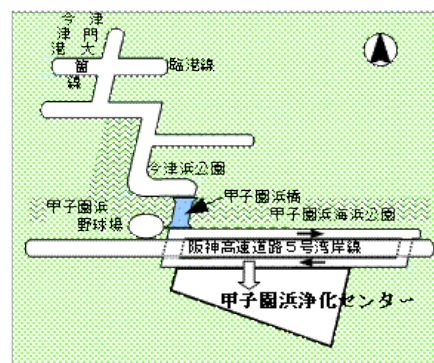 今津港
津門大箇線
臨港線
今津浜公園
甲子園浜橋
甲子園浜
野球場
甲子園浜海浜公園
阪神高速道路5号湾岸線
甲子園浜浄化センター